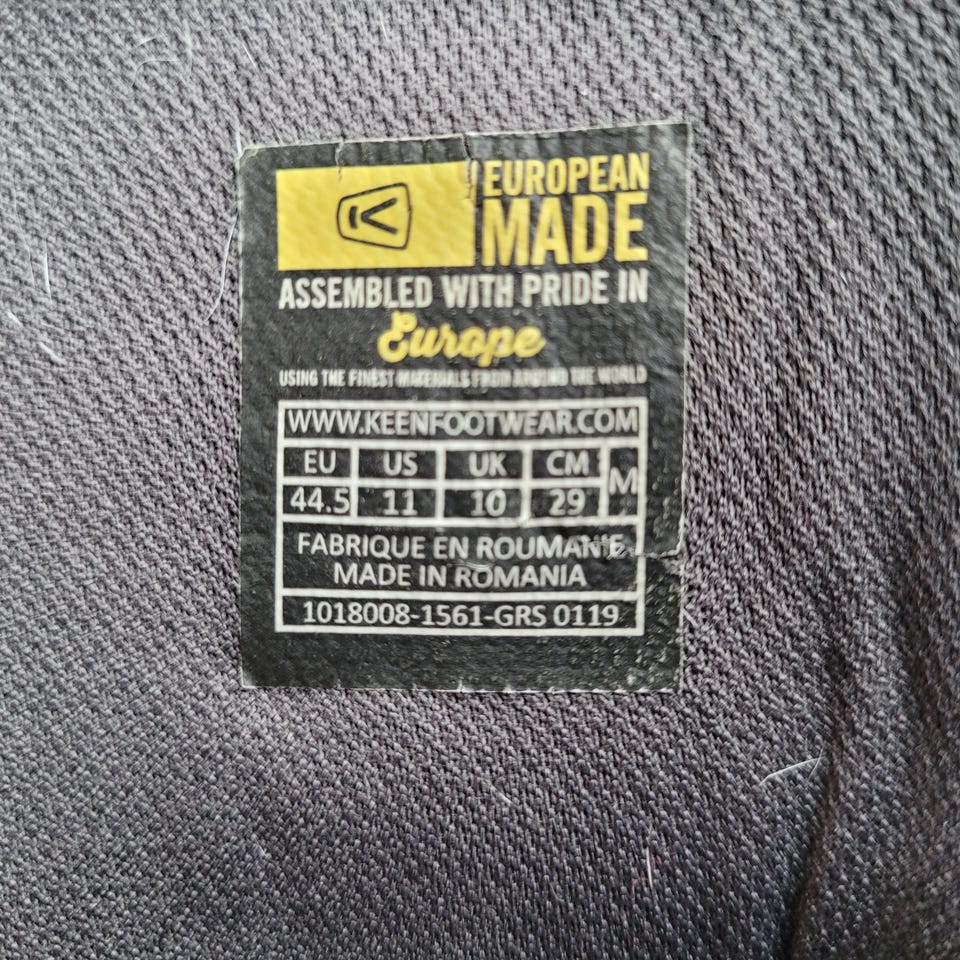 EUROPEAN
MADE
ASSEMBLED WITH PRIDE IN
Europe
USING THE FINEST MATERIALS FROM AROUND THE WORLD
WWW.KEENFOOTWEAR.COM
EU US UK CM M
44.5 11 10 29
FABRIQUE EN ROUMANIE
MADE IN ROMANIA
1018008-1561-GRS 0119